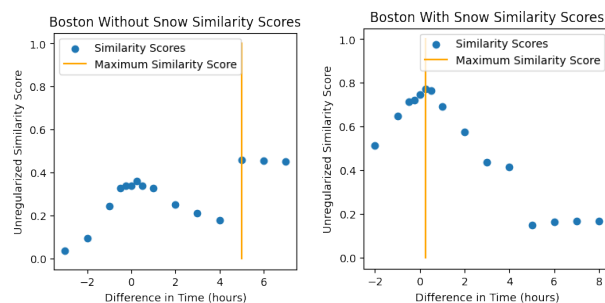 Boston Without Snow Similarity Scores
Similarity Scores
Maximum Similarity Score
Unregularized Similarity Score
1.0
0.8
0.6
0.4
0.2
0.0
−2 0 2 4 6
Difference in Time (hours)
Boston With Snow Similarity Scores
Similarity Scores
Maximum Similarity Score
Unregularized Similarity Score
1.0
0.8
0.6
0.4
0.2
0.0
−2 0 2 4 6 8
Difference in Time (hours)